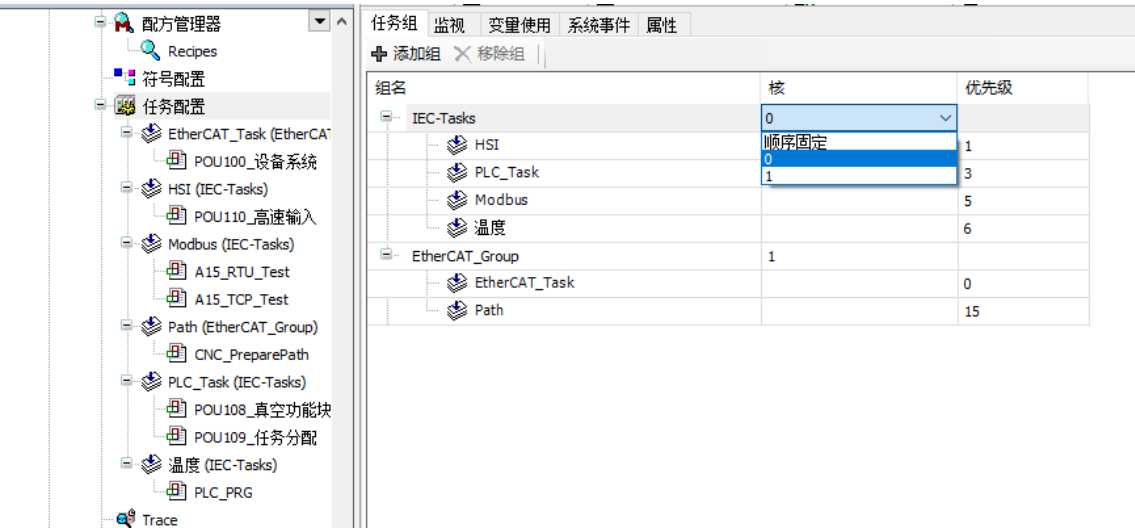 配方管理器
Recipes
符号配置
任务配置
EtherCAT_Task (EtherCAT
POU100_设备系统
HSI (IEC-Tasks)
POU110_高速输入
Modbus (IEC-Tasks)
A15_RTU_Test
A15_TCP_Test
Path (EtherCAT_Group)
CNC_PreparePath
PLC_Task (IEC-Tasks)
POU108_真空功能块
POU109_任务分配
温度 (IEC-Tasks)
PLC_PRG
Trace
任务组 监视 变量使用 系统事件 属性
添加组 移除组
组名 核 优先级
IEC-Tasks 0
顺序固定
0
1
HSI 1
PLC_Task 3
Modbus 5
温度 6
EtherCAT_Group 1
EtherCAT_Task 0
Path 15